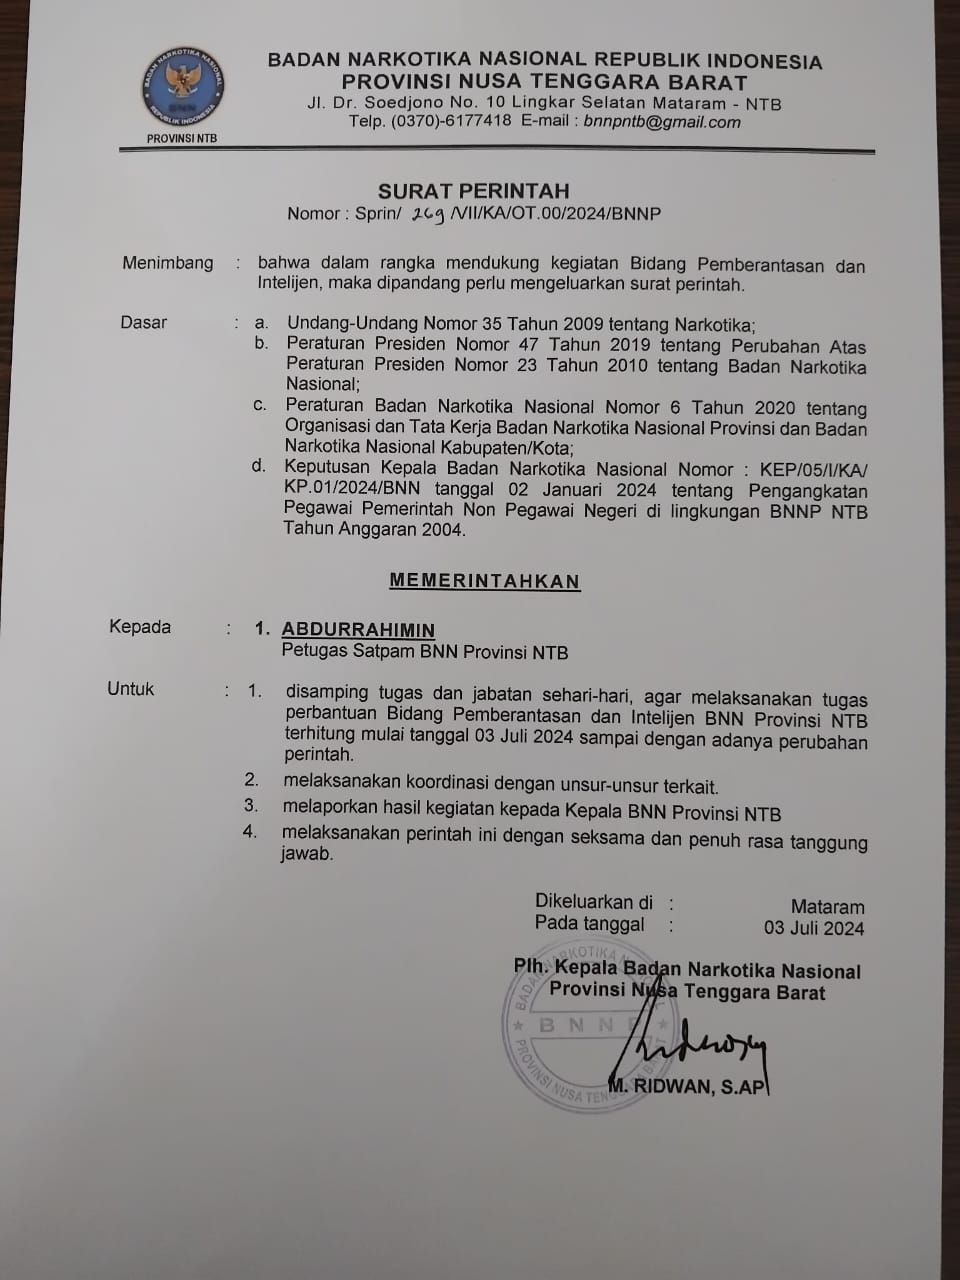 BADAN NARKOTIKA NASIONAL
BNN
REPUBLIK INDONESIA
PROVINSI NTB
BADAN NARKOTIKA NASIONAL REPUBLIK INDONESIA
PROVINSI NUSA TENGGARA BARAT
Jl. Dr. Soedjono No. 10 Lingkar Selatan Mataram - NTB
Telp. (0370)-6177418 E-mail : bnnpntb@gmail.com
SURAT PERINTAH
Nomor : Sprin/ 269 /VII/KA/OT.00/2024/BNNP
Menimbang : bahwa dalam rangka mendukung kegiatan Bidang Pemberantasan dan
Intelijen, maka dipandang perlu mengeluarkan surat perintah.
Dasar : a. Undang-Undang Nomor 35 Tahun 2009 tentang Narkotika;
b. Peraturan Presiden Nomor 47 Tahun 2019 tentang Perubahan Atas
Peraturan Presiden Nomor 23 Tahun 2010 tentang Badan Narkotika
Nasional;
c. Peraturan Badan Narkotika Nasional Nomor 6 Tahun 2020 tentang
Organisasi dan Tata Kerja Badan Narkotika Nasional Provinsi dan Badan
Narkotika Nasional Kabupaten/Kota;
d. Keputusan Kepala Badan Narkotika Nasional Nomor : KEP/05/I/KA/
KP.01/2024/BNN tanggal 02 Januari 2024 tentang Pengangkatan
Pegawai Pemerintah Non Pegawai Negeri di lingkungan BNNP NTB
Tahun Anggaran 2004.
MEMERINTAHKAN
Kepada : 1. ABDURRAHIMIN
Petugas Satpam BNN Provinsi NTB
Untuk : 1. disamping tugas dan jabatan sehari-hari, agar melaksanakan tugas
perbantuan Bidang Pemberantasan dan Intelijen BNN Provinsi NTB
terhitung mulai tanggal 03 Juli 2024 sampai dengan adanya perubahan
perintah.
2. melaksanakan koordinasi dengan unsur-unsur terkait.
3. melaporkan hasil kegiatan kepada Kepala BNN Provinsi NTB
4. melaksanakan perintah ini dengan seksama dan penuh rasa tanggung
jawab.
Dikeluarkan di : Mataram
Pada tanggal : 03 Juli 2024
Plh. Kepala Badan Narkotika Nasional
Provinsi Nusa Tenggara Barat
BADAN NARKOTIKA NASIONAL
BNNP
PROVINSI NUSA TENGGARA BARAT
M. RIDWAN, S.AP